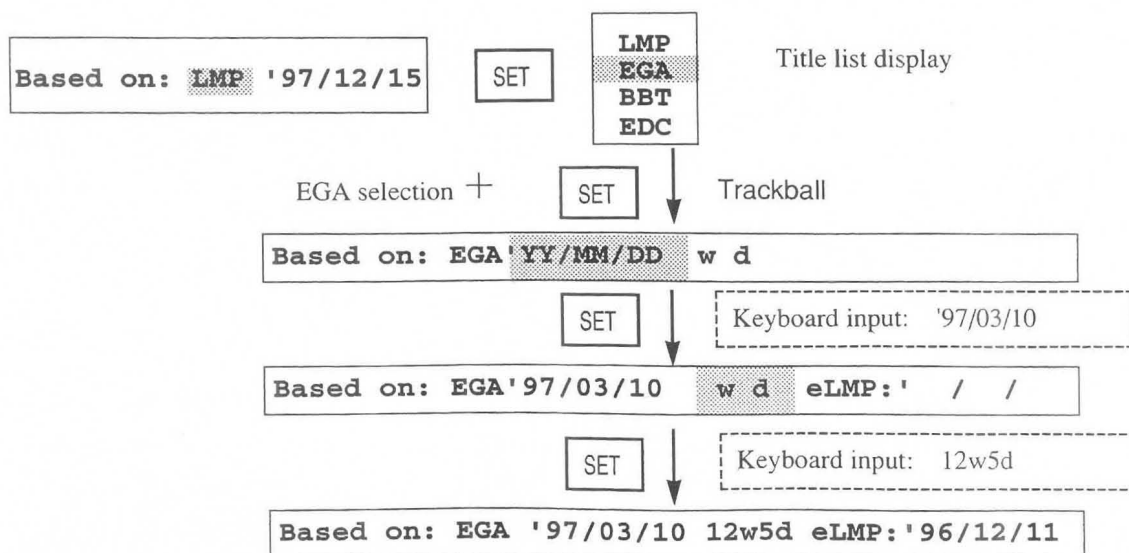 Based on: LMP '97/12/15
SET
LMP
EGA
BBT
EDC
Title list display
EGA selection +
SET
Trackball
Based on: EGA'YY/MM/DD w d
SET
Keyboard input: '97/03/10
Based on: EGA'97/03/10 w d eLMP:' / /
SET
Keyboard input: 12w5d
Based on: EGA '97/03/10 12w5d eLMP:'96/12/11